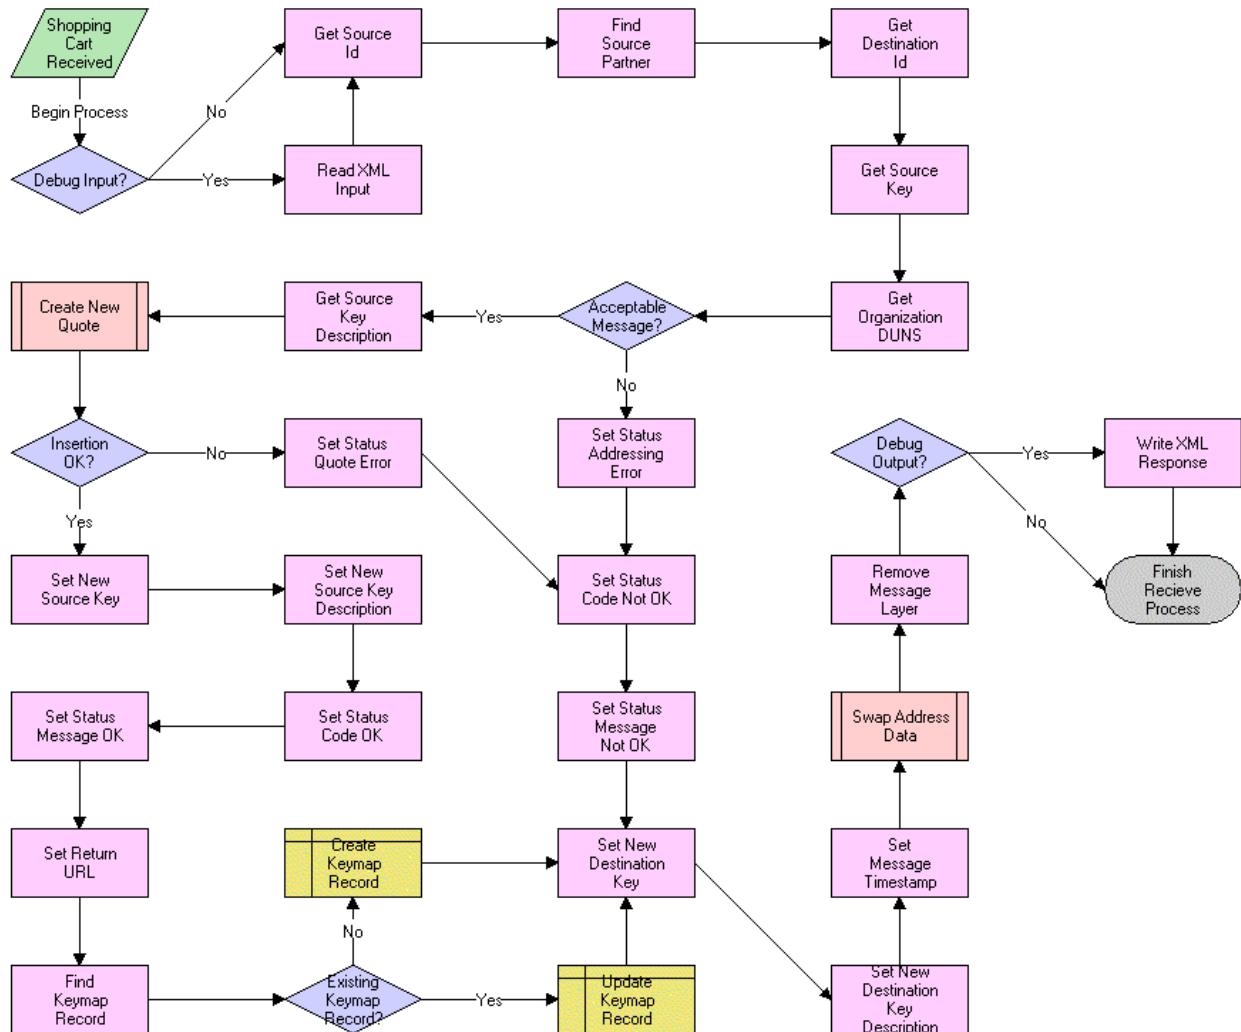 Shopping
Cart
Received
Get Source
Id
Find
Source
Partner
Get
Destination
Id
Begin Process
No
Debug Input?
Yes
Read XML
Input
Get Source
Key
Create New
Quote
Get Source
Key
Description
Yes
Acceptable
Message?
Get
Organization
DUNS
No
Insertion
OK?
No
Set Status
Quote Error
Set Status
Addressing
Error
Debug
Output?
Yes
Write XML
Response
Yes
No
Set New
Source Key
Set New
Source Key
Description
Set Status
Code Not OK
Remove
Message
Layer
Finish
Recieve
Process
Set Status
Message OK
Set Status
Code OK
Set Status
Message
Not OK
Swap Address
Data
Set Return
URL
Create
Keymap
Record
Set New
Destination
Key
Set
Message
Timestamp
No
Find
Keymap
Record
Existing
Keymap
Record?
Yes
Update
Keymap
Record
Set New
Destination
Key
Description